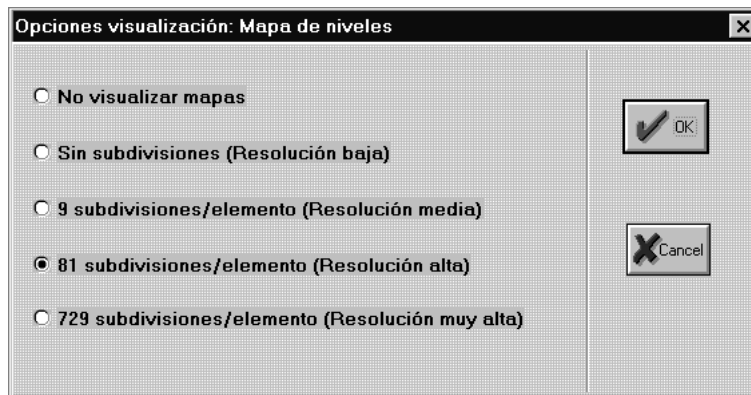 Opciones visualización: Mapa de niveles
No visualizar mapas
Sin subdivisiones (Resolución baja)
9 subdivisiones/elemento (Resolución media)
81 subdivisiones/elemento (Resolución alta)
729 subdivisiones/elemento (Resolución muy alta)
OK
Cancel